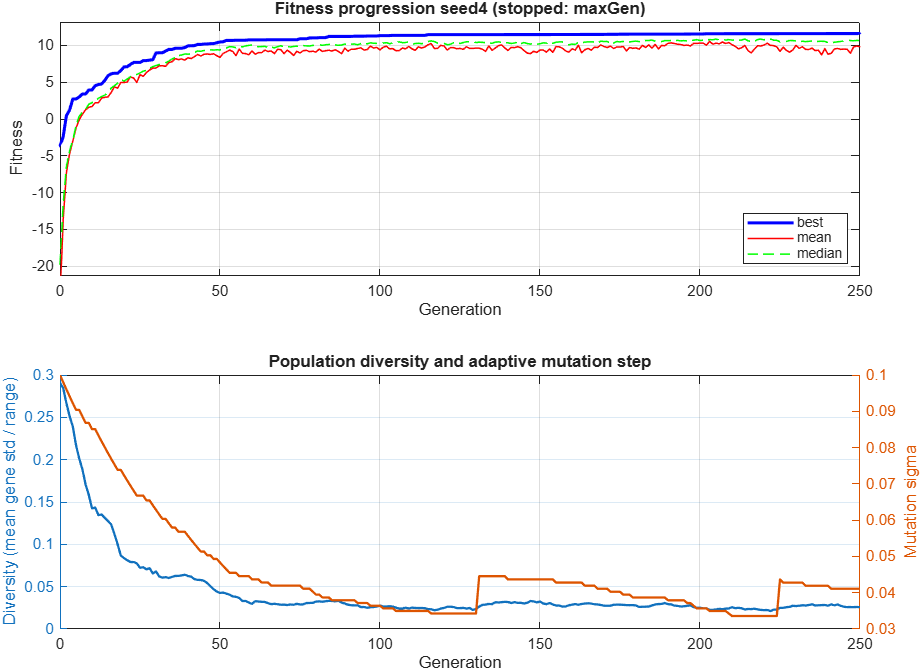 Fitness progression seed4 (stopped: maxGen)
10
5
0
-5
-10
-15
-20
Fitness
best
mean
median
0 50 100 150 200 250
Generation
Population diversity and adaptive mutation step
0.3
0.25
0.2
0.15
0.1
0.05
0
Diversity (mean gene std / range)
0.1
0.09
0.08
0.07
0.06
0.05
0.04
0.03
Mutation sigma
0 50 100 150 200 250
Generation